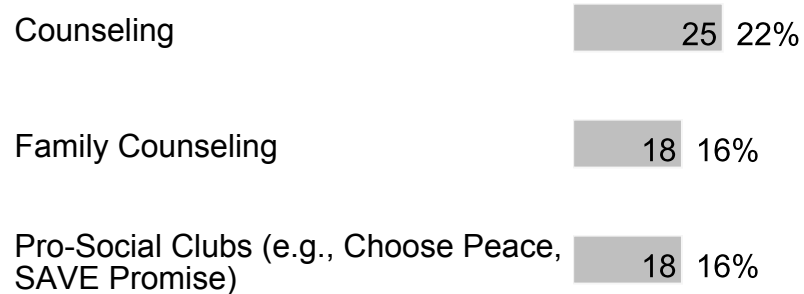 Counseling 25 22%
Family Counseling 18 16%
Pro-Social Clubs (e.g., Choose Peace,
SAVE Promise) 18 16%